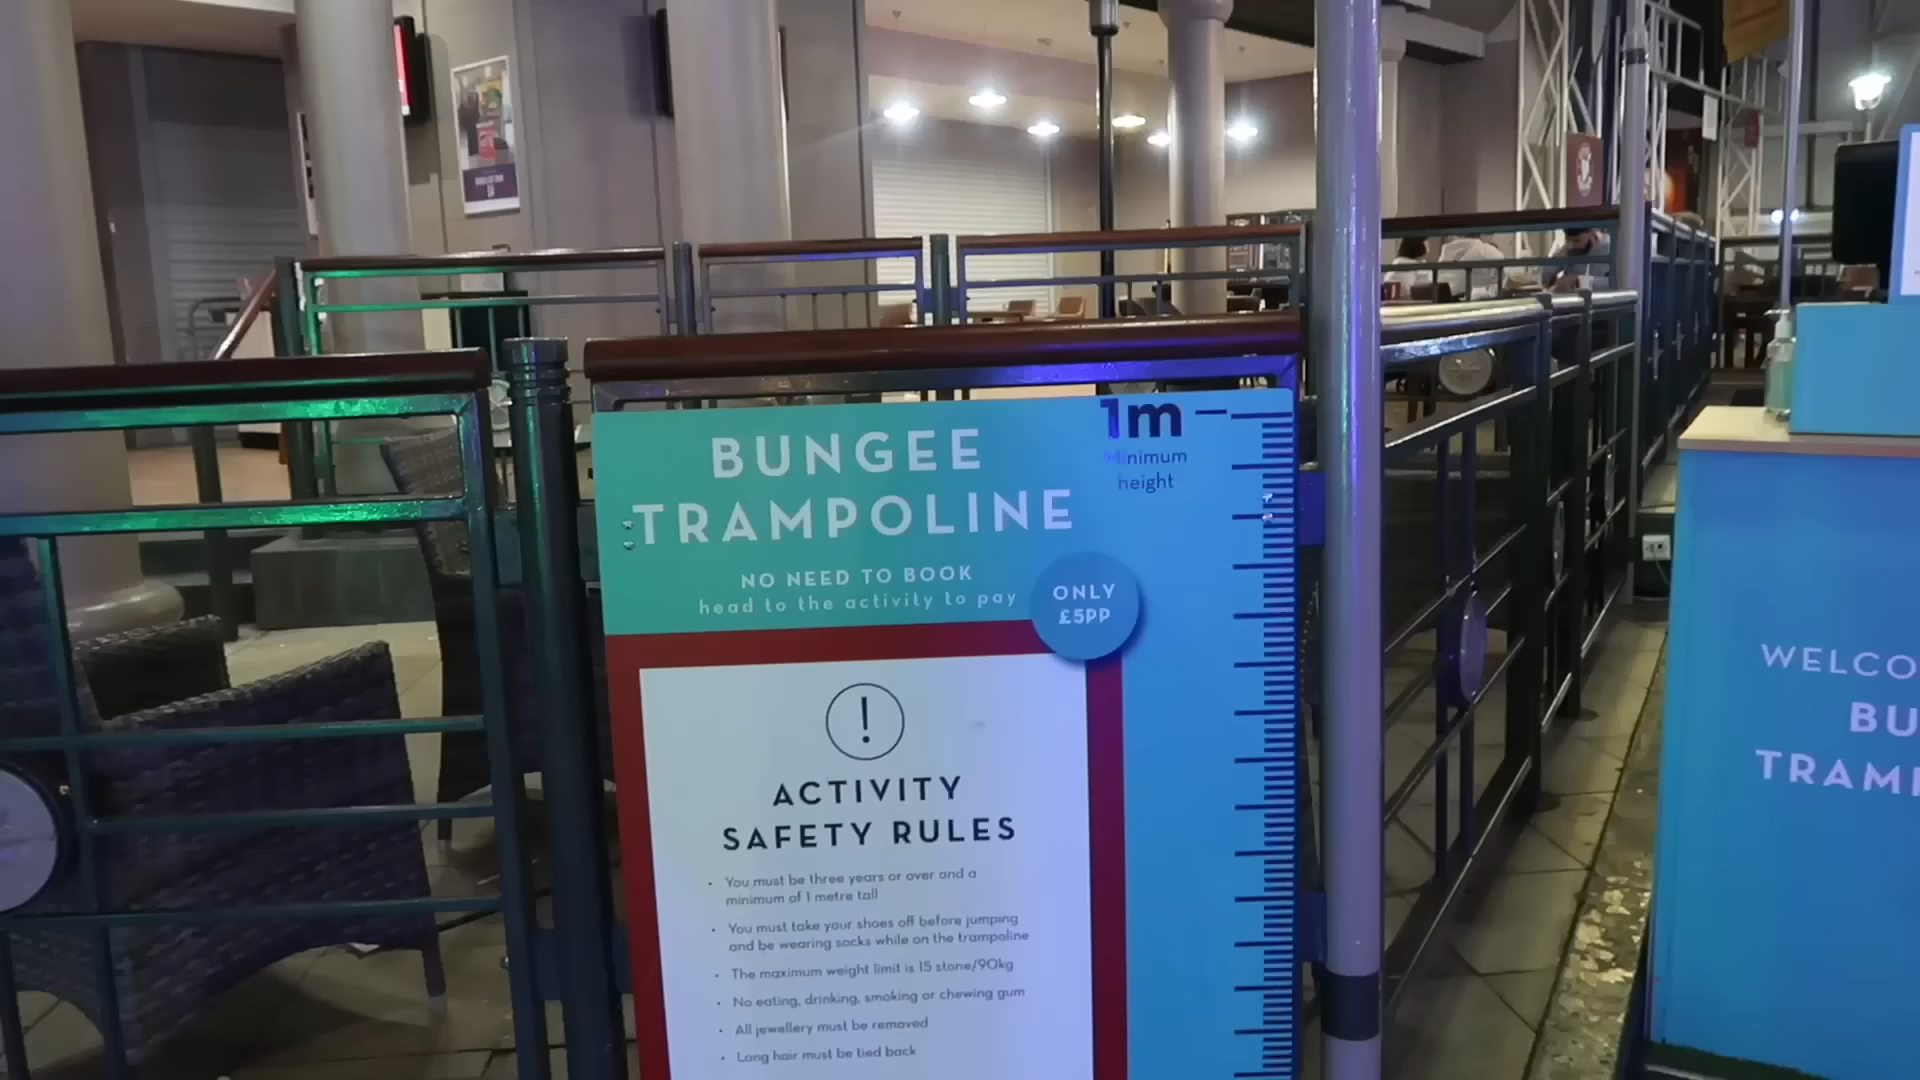 1m
Minimum
height
BUNGEE
TRAMPOLINE
NO NEED TO BOOK
head to the activity to pay
ONLY
£5PP
!
ACTIVITY
SAFETY RULES
• You must be three years or over and a
minimum of 1 metre tall
• You must take your shoes off before jumping
and be wearing socks while on the trampoline
• The maximum weight limit is 15 stone/90kg
• No eating, drinking, smoking or chewing gum
• All jewellery must be removed
• Long hair must be tied back
WELCO
BU
TRAM